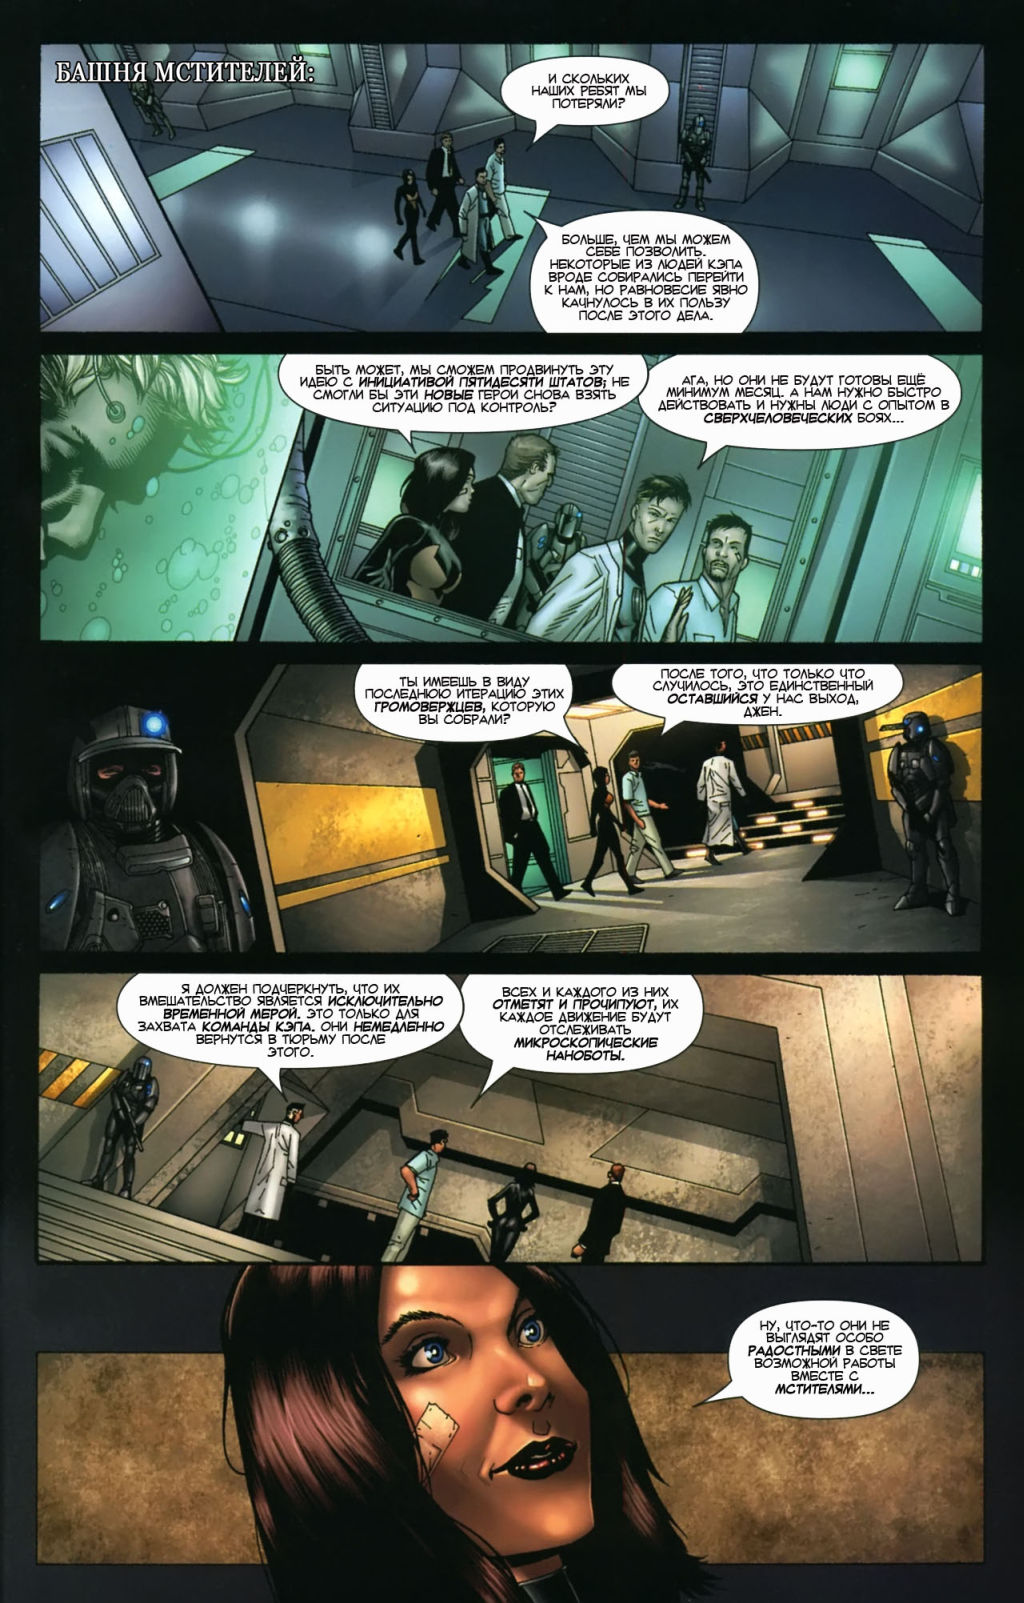 БАШНЯ МСТИТЕЛЕЙ:
И СКОЛЬКИХ
НАШИХ РЕБЯТ МЫ
ПОТЕРЯЛИ?
БОЛЬШЕ, ЧЕМ МЫ МОЖЕМ
СЕБЕ ПОЗВОЛИТЬ.
НЕКОТОРЫЕ ИЗ ЛЮДЕЙ КЭПА
ВРОДЕ СОБИРАЛИСЬ ПЕРЕЙТИ
К НАМ, НО РАВНОВЕСИЕ ЯВНО
КАЧНУЛОСЬ В ИХ ПОЛЬЗУ
ПОСЛЕ ЭТОГО ДЕЛА.
БЫТЬ МОЖЕТ, МЫ СМОЖЕМ ПРОДВИНУТЬ ЭТУ
ИДЕЮ С ИНИЦИАТИВОЙ ПЯТИДЕСЯТИ ШТАТОВ; НЕ
СМОГЛИ БЫ ЭТИ НОВЫЕ ГЕРОИ СНОВА ВЗЯТЬ
СИТУАЦИЮ ПОД КОНТРОЛЬ?
АГА, НО ОНИ НЕ БУДУТ ГОТОВЫ ЕЩЁ
МИНИМУМ МЕСЯЦ. А НАМ НУЖНО БЫСТРО
ДЕЙСТВОВАТЬ И НУЖНЫ ЛЮДИ С ОПЫТОМ В
СВЕРХЧЕЛОВЕЧЕСКИХ БОЯХ...
ТЫ ИМЕЕШЬ В ВИДУ
ПОСЛЕДНЮЮ ИТЕРАЦИЮ ЭТИХ
ГРОМОВЕРЖЦЕВ, КОТОРУЮ
ВЫ СОБРАЛИ?
ПОСЛЕ ТОГО, ЧТО ТОЛЬКО ЧТО
СЛУЧИЛОСЬ, ЭТО ЕДИНСТВЕННЫЙ
ОСТАВШИЙСЯ У НАС ВЫХОД,
ДЖЕН.
Я ДОЛЖЕН ПОДЧЕРКНУТЬ, ЧТО ИХ
ВМЕШАТЕЛЬСТВО ЯВЛЯЕТСЯ ИСКЛЮЧИТЕЛЬНО
ВРЕМЕННОЙ МЕРОЙ. ЭТО ТОЛЬКО ДЛЯ
ЗАХВАТА КОМАНДЫ КЭПА. ОНИ НЕМЕДЛЕННО
ВЕРНУТСЯ В ТЮРЬМУ ПОСЛЕ
ЭТОГО.
ВСЕХ И КАЖДОГО ИЗ НИХ
ОТМЕТЯТ И ПРОЧИПУЮТ, ИХ
КАЖДОЕ ДВИЖЕНИЕ БУДУТ
ОТСЛЕЖИВАТЬ
МИКРОСКОПИЧЕСКИЕ
НАНОБОТЫ.
НУ, ЧТО-ТО ОНИ НЕ
ВЫГЛЯДЯТ ОСОБО
РАДОСТНЫМИ В СВЕТЕ
ВОЗМОЖНОЙ РАБОТЫ
ВМЕСТЕ С
МСТИТЕЛЯМИ...